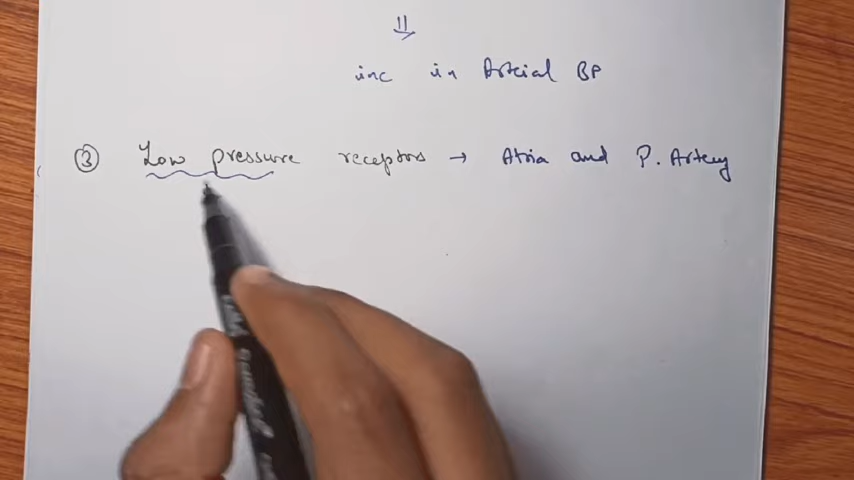 ⇓
inc in Arterial BP
③ Low pressure receptors → Atria and P. Artery